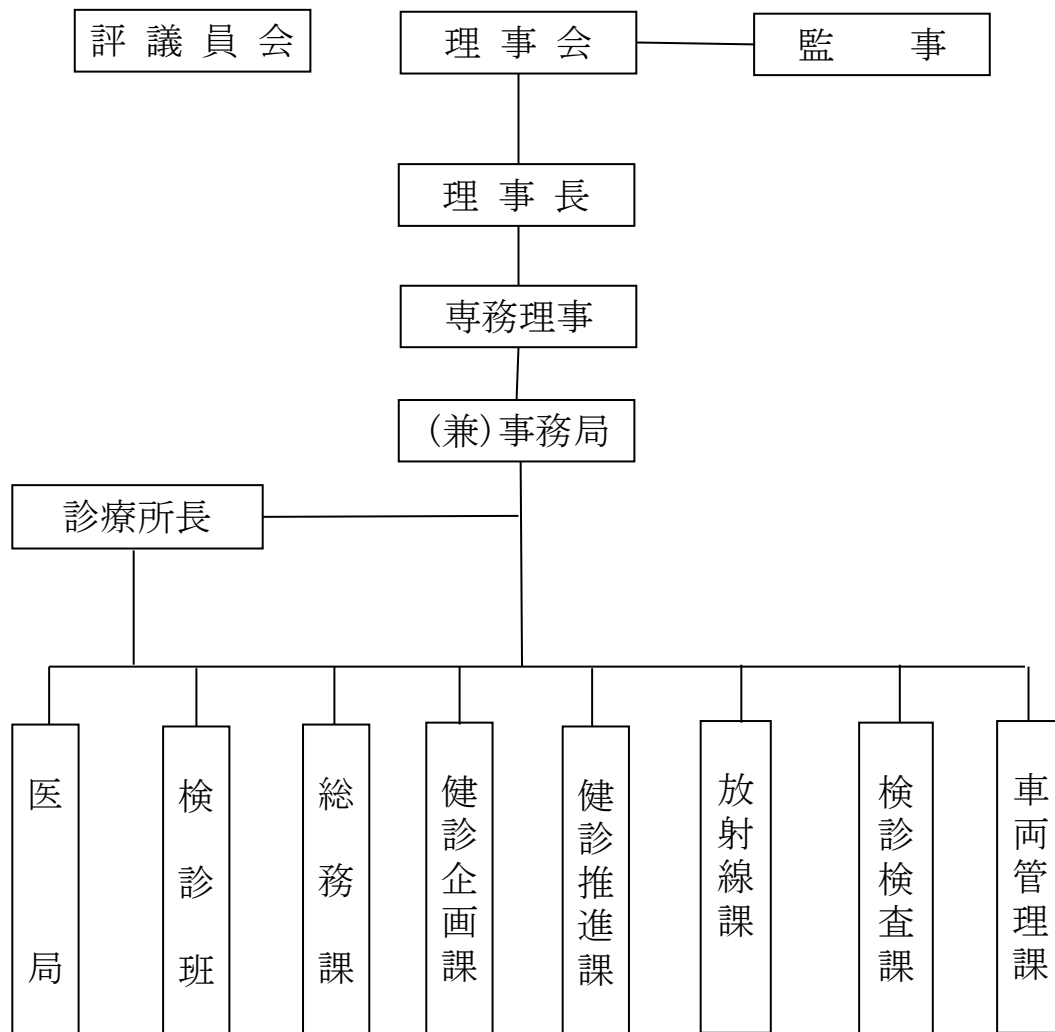 評議員会
理事会
監事
理事長
専務理事
(兼)事務局
診療所長
医局
検診班
総務課
健診企画課
健診推進課
放射線課
検診検査課
車両管理課